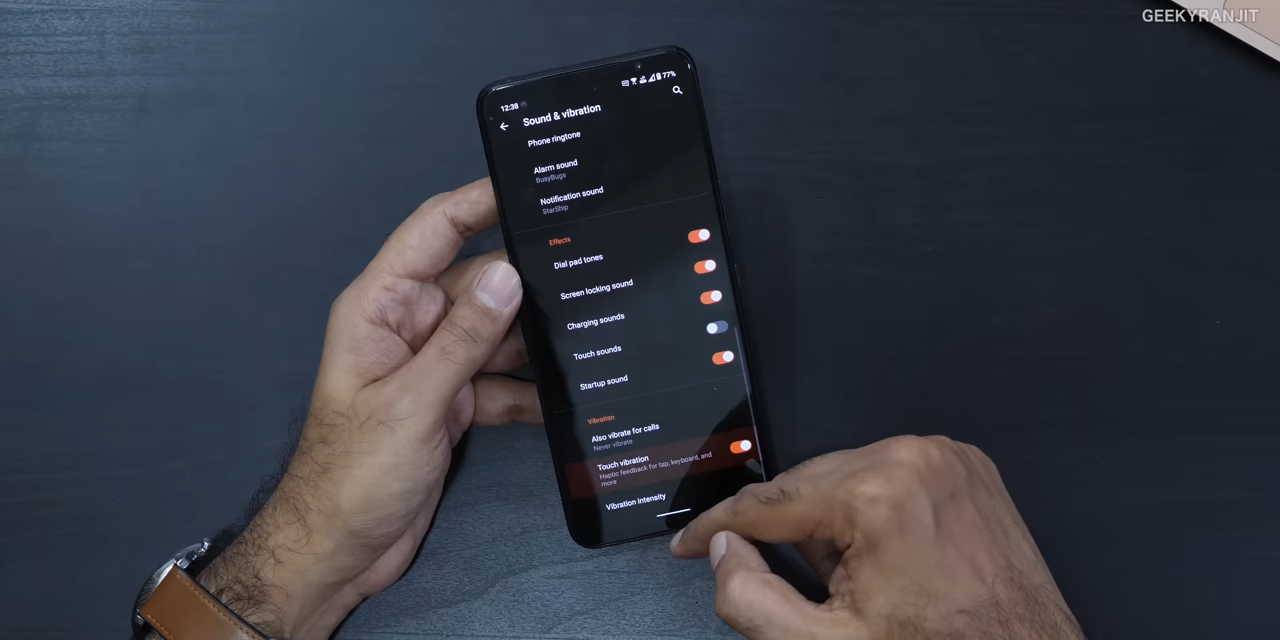 GEEKYRANJIT
77%
12:38
Sound & vibration
Phone ringtone
Alarm sound
BusyBugs
Notification sound
StarShip
Effects
Dial pad tones
Screen locking sound
Charging sounds
Touch sounds
Startup sound
Vibration
Also vibrate for calls
Never vibrate
Touch vibration
Haptic feedback for tap, keyboard, and
more
Vibration intensity